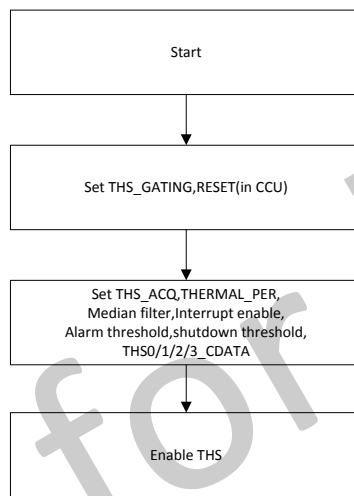 Start
Set THS_GATING,RESET(in CCU)
Set THS_ACQ,THERMAL_PER,
Median filter,Interrupt enable,
Alarm threshold,shutdown threshold,
THS0/1/2/3_CDATA
Enable THS
for